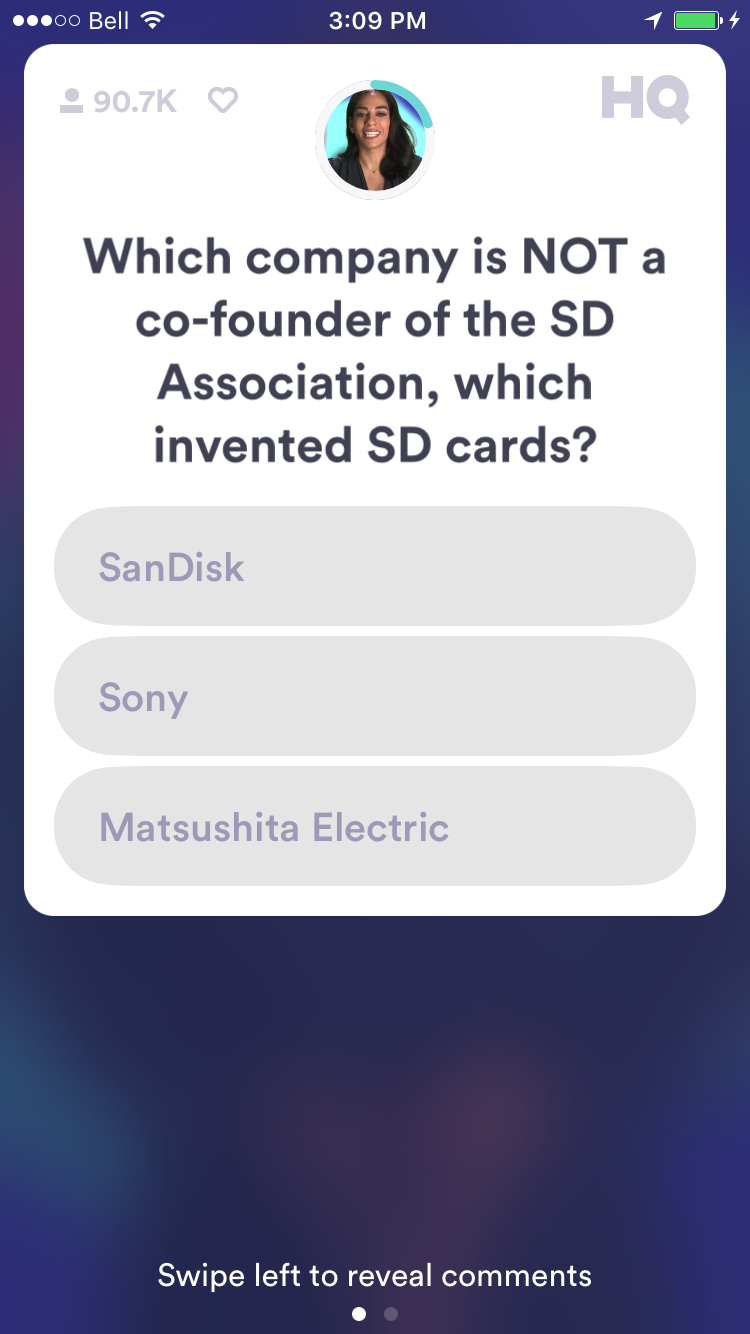 Bell 3:09 PM
90.7K HQ
Which company is NOT a
co-founder of the SD
Association, which
invented SD cards?
SanDisk
Sony
Matsushita Electric
Swipe left to reveal comments